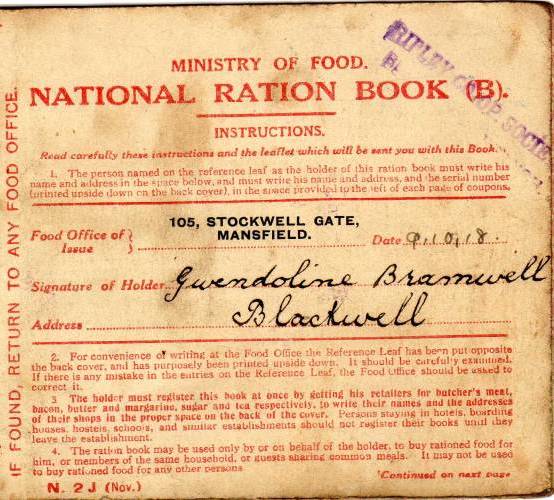 MINISTRY OF FOOD.
NATIONAL RATION BOOK (B).
INSTRUCTIONS.
Read carefully these instructions and the leaflet which will be sent you with this Book.
1. The person named on the reference leaf as the holder of this ration book must write his
name and address in the space below, and must write his name and address, and the serial number
(printed upside down on the back cover), in the space provided to the left of each page of coupons.
Food Office of Issue } 105, STOCKWELL GATE, MANSFIELD. Date 9.10.18.
Signature of Holder Gwendoline Bramwell
Address Blackwell
2. For convenience of writing at the Food Office the Reference Leaf has been put opposite
the back cover, and has purposely been printed upside down. It should be carefully examined.
If there is any mistake in the entries on the Reference Leaf, the Food Office should be asked to
correct it.
3 The holder must register this book at once by getting his retailers for butcher's meat,
bacon, butter and margarine, sugar and tea respectively, to write their names and the addresses
of their shops in the proper space on the back of the cover. Persons staying in hotels, boarding
houses, hostels, schools, and similar establishments should not register their books until they
leave the establishment.
4. The ration book may be used only by or on behalf of the holder, to buy rationed food for
him, or members of the same household, or guests sharing common meals. It may not be used
to buy rationed food for any other persons
[Continued on next page
N. 2 J (Nov.)
IF FOUND, RETURN TO ANY FOOD OFFICE.
RIPLEY CO-OP. SOCIE